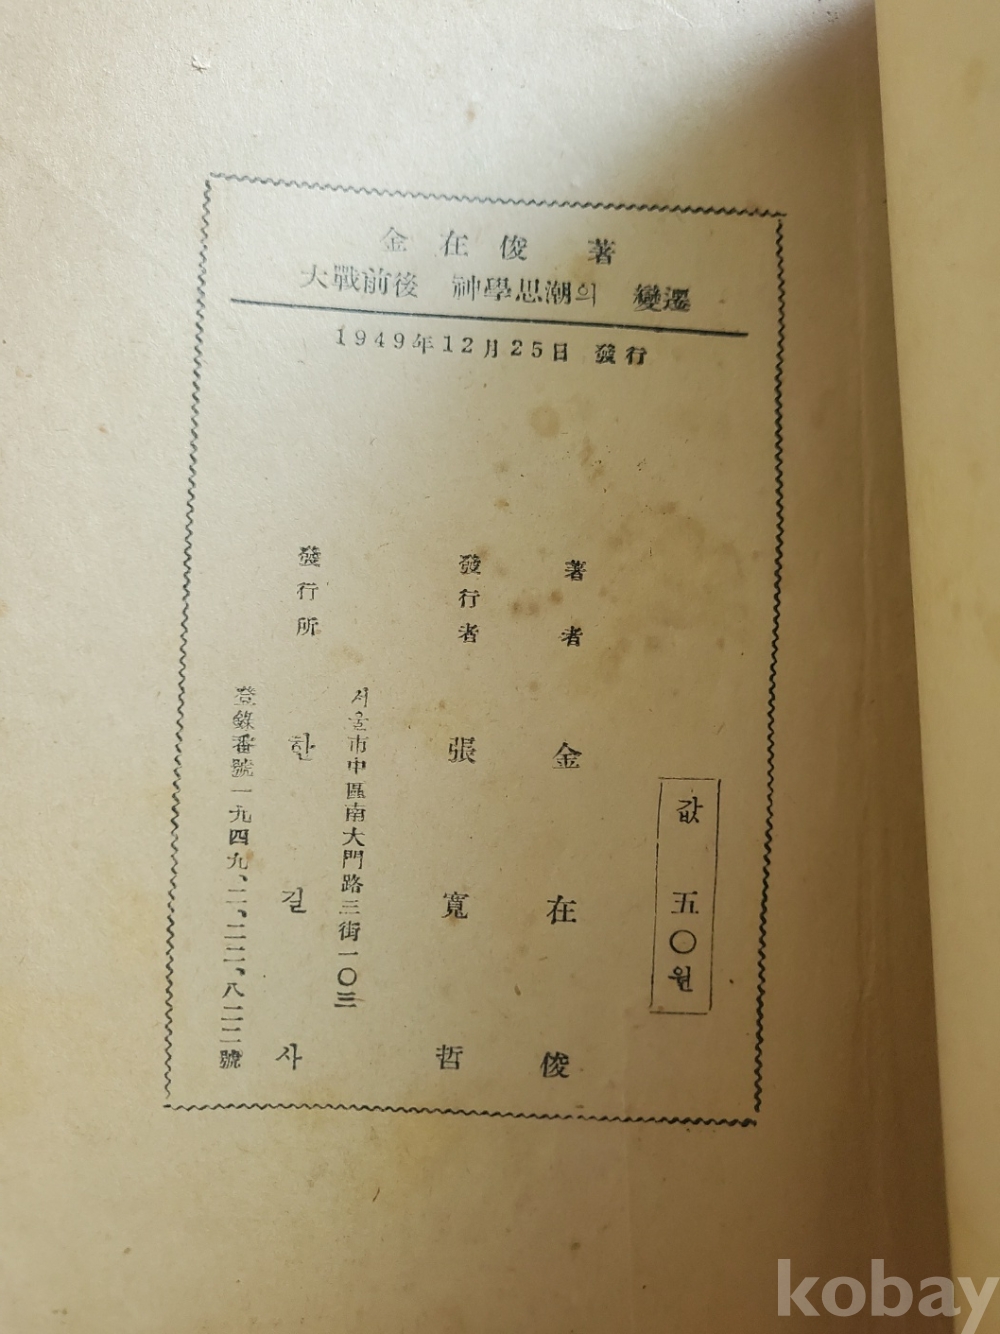 金在俊 著
大戰前後 神學思潮의 變遷
1949年12月25日 發行
값 五〇원
著者 金在俊
發行者 張寬哲
서울市中區南大門路三街一〇三
發行所 한길사
登錄番號一九四九、二、二二、八二二號
kobay